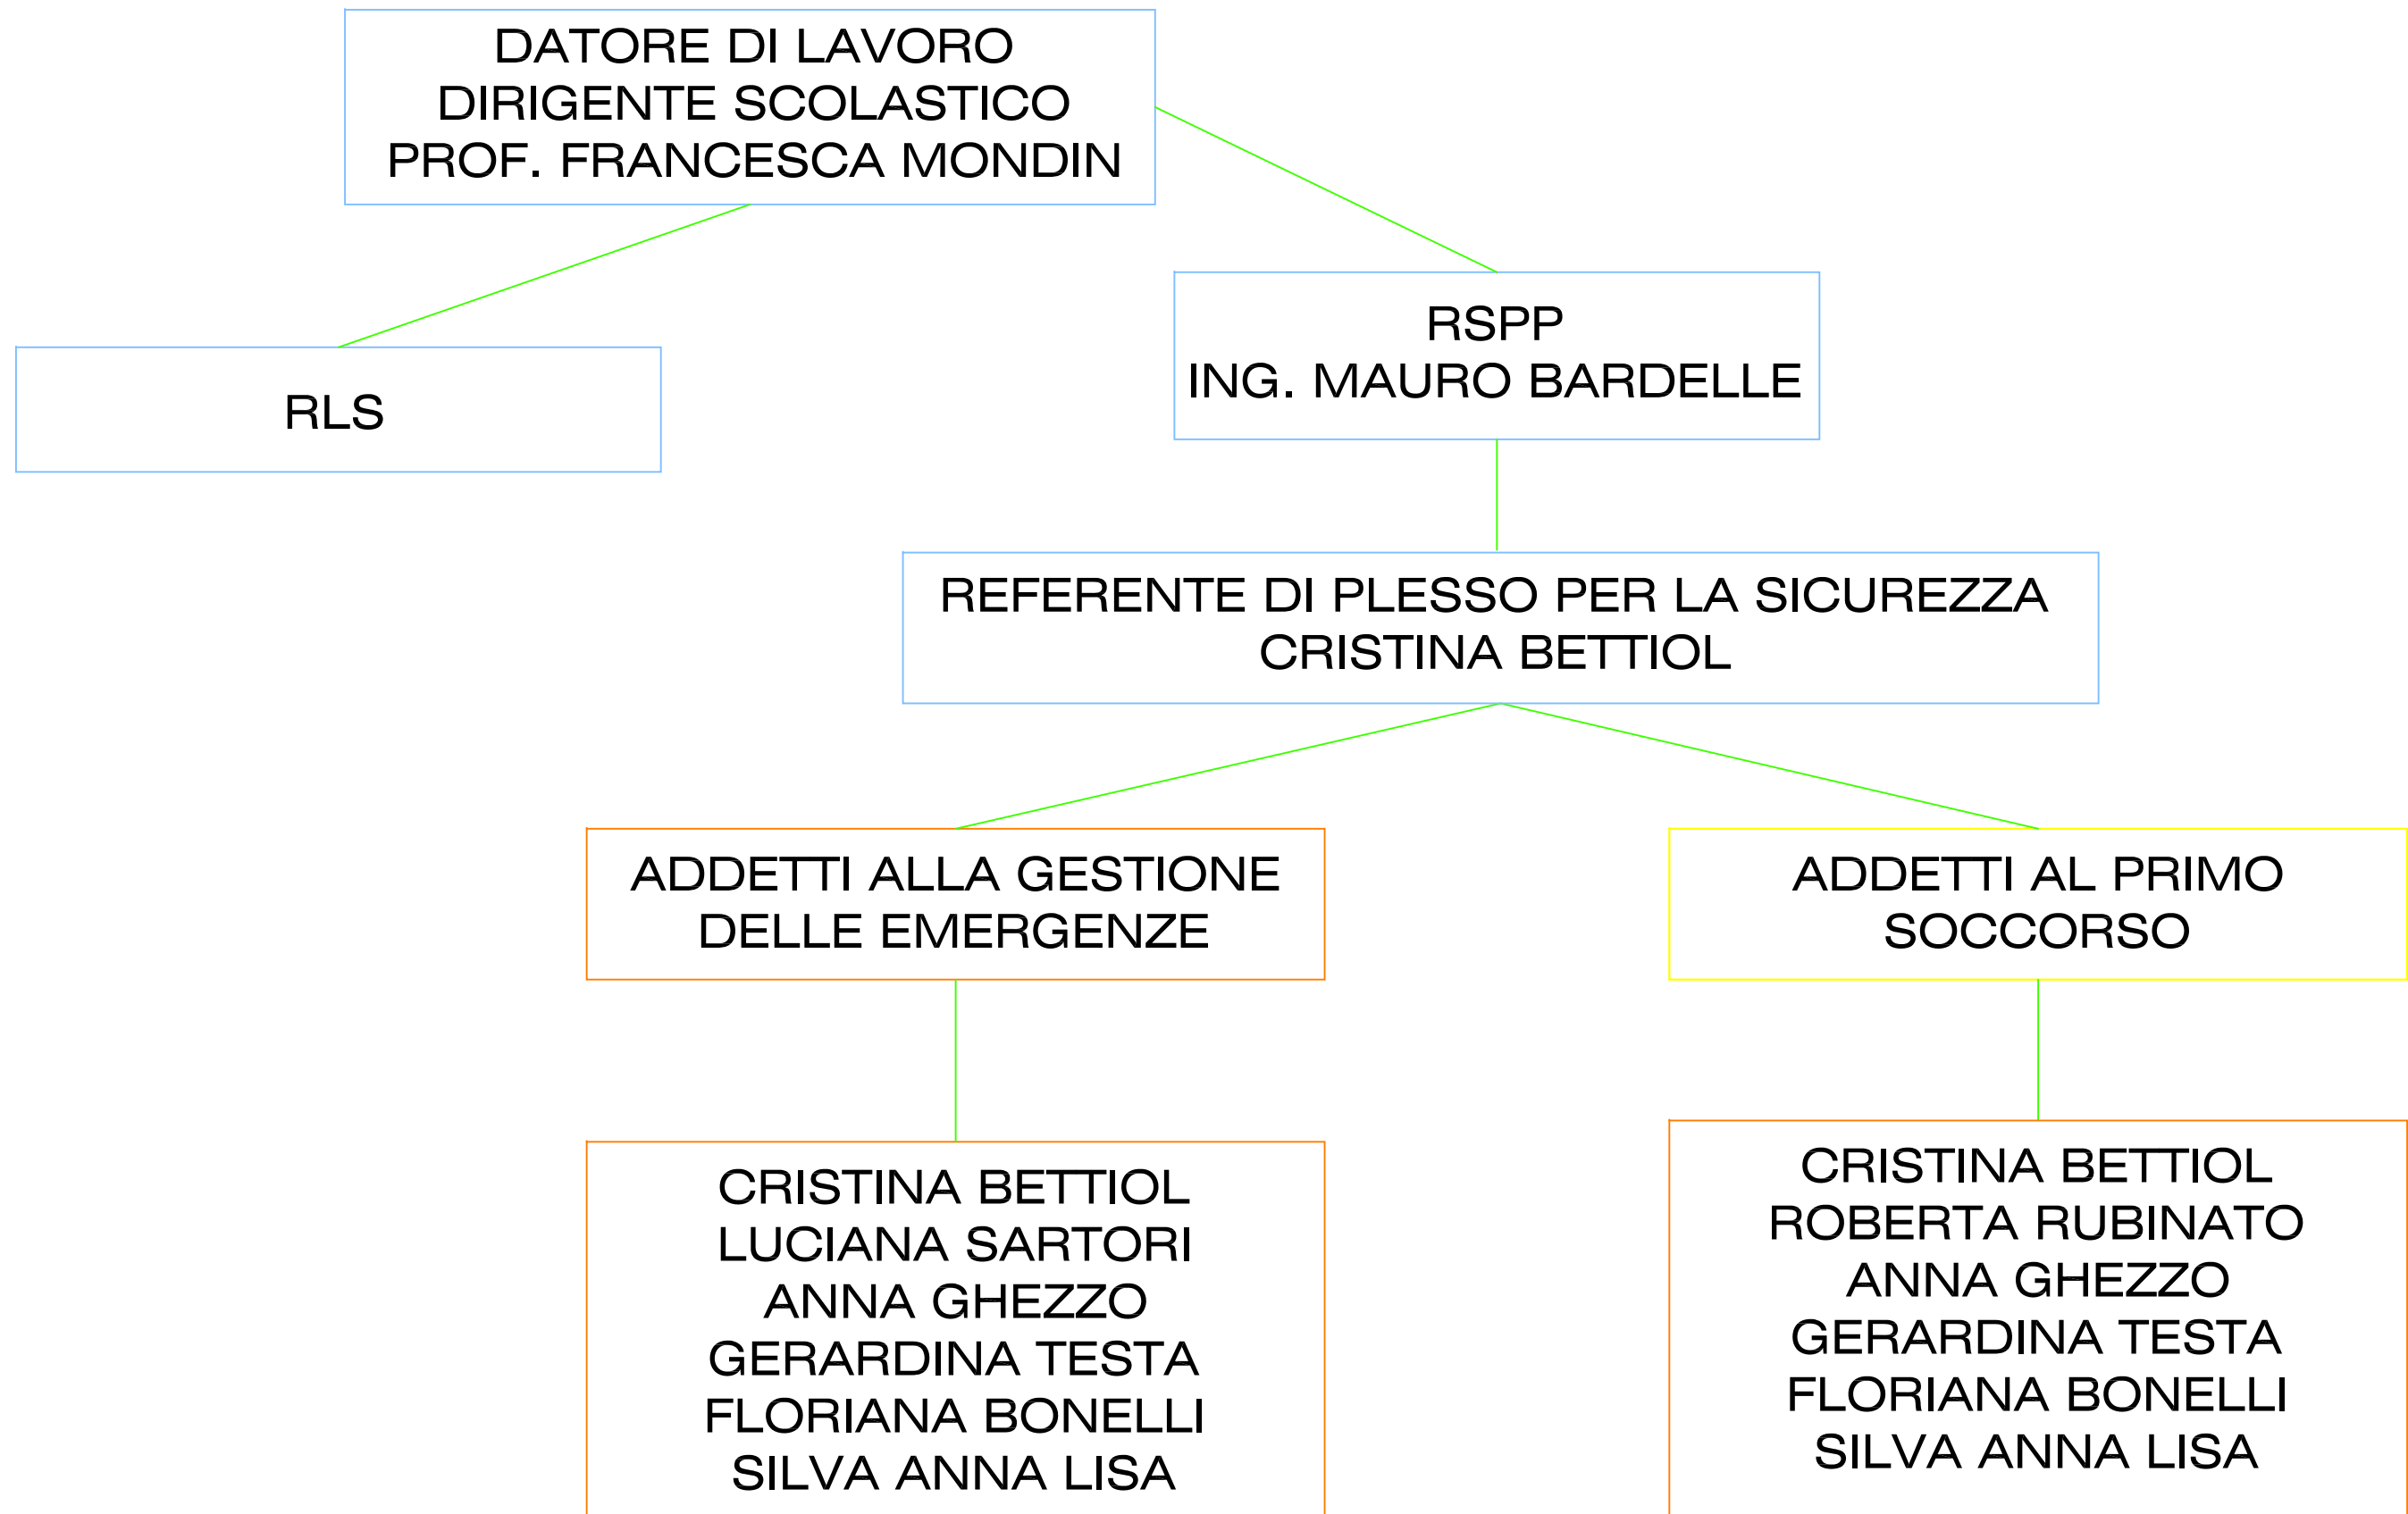 DATORE DI LAVORO
DIRIGENTE SCOLASTICO
PROF. FRANCESCA MONDIN
RSPP
ING. MAURO BARDELLE
RLS
REFERENTE DI PLESSO PER LA SICUREZZA
CRISTINA BETTIOL
ADDETTI ALLA GESTIONE
DELLE EMERGENZE
ADDETTI AL PRIMO
SOCCORSO
CRISTINA BETTIOL
LUCIANA SARTORI
ANNA GHEZZO
GERARDINA TESTA
FLORIANA BONELLI
SILVA ANNA LISA
CRISTINA BETTIOL
ROBERTA RUBINATO
ANNA GHEZZO
GERARDINA TESTA
FLORIANA BONELLI
SILVA ANNA LISA